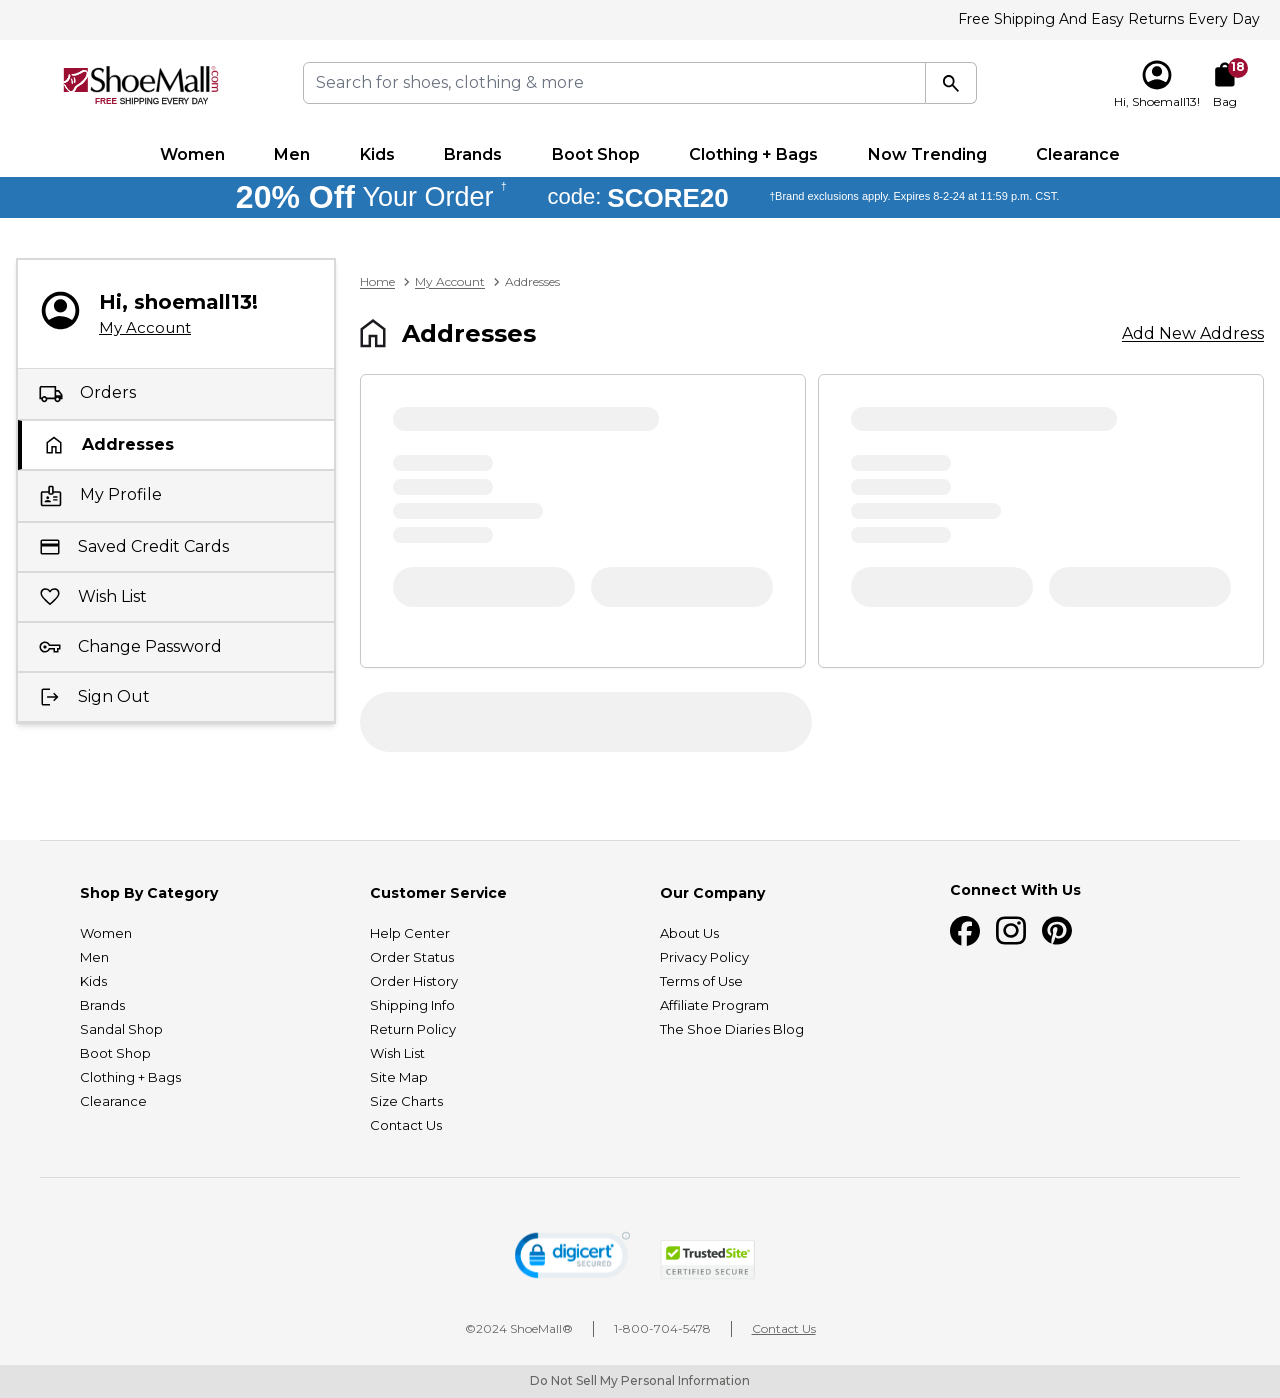 Free Shipping And Easy Returns Every Day
ShoeMall.com®
FREE SHIPPING EVERY DAY
Search for shoes, clothing & more
18
Hi, Shoemall13!
Bag
Women Men Kids Brands Boot Shop Clothing + Bags Now Trending Clearance
20% Off Your Order † code: SCORE20 †Brand exclusions apply. Expires 8-2-24 at 11:59 p.m. CST.
Hi, shoemall13!
My Account
Orders
Addresses
My Profile
Saved Credit Cards
Wish List
Change Password
Sign Out
Home My Account Addresses
Addresses
Add New Address
Shop By Category
Women
Men
Kids
Brands
Sandal Shop
Boot Shop
Clothing + Bags
Clearance
Customer Service
Help Center
Order Status
Order History
Shipping Info
Return Policy
Wish List
Site Map
Size Charts
Contact Us
Our Company
About Us
Privacy Policy
Terms of Use
Affiliate Program
The Shoe Diaries Blog
Connect With Us
digicert®
SECURED
TrustedSite®
CERTIFIED SECURE
©2024 ShoeMall® 1-800-704-5478 Contact Us
Do Not Sell My Personal Information